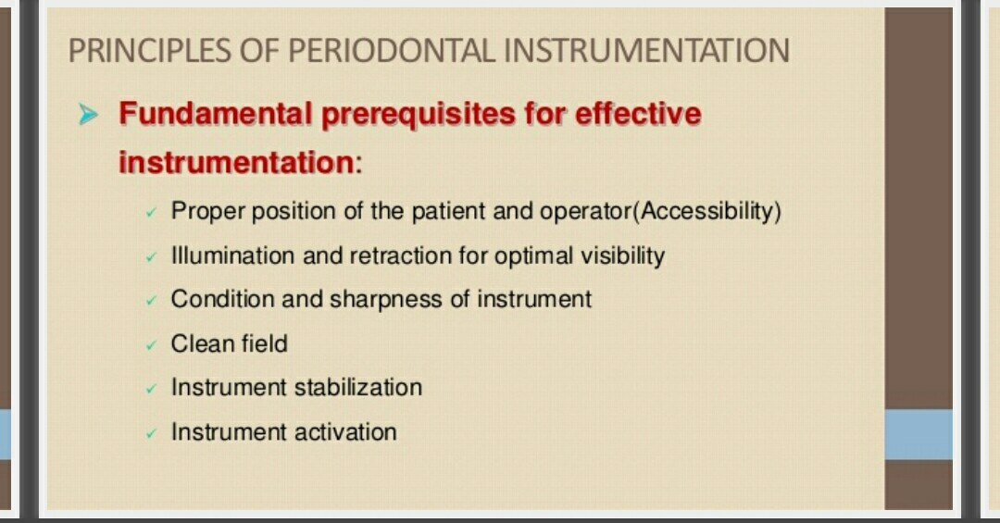 PRINCIPLES OF PERIODONTAL INSTRUMENTATION
Fundamental prerequisites for effective
instrumentation:
Proper position of the patient and operator(Accessibility)
Illumination and retraction for optimal visibility
Condition and sharpness of instrument
Clean field
Instrument stabilization
Instrument activation